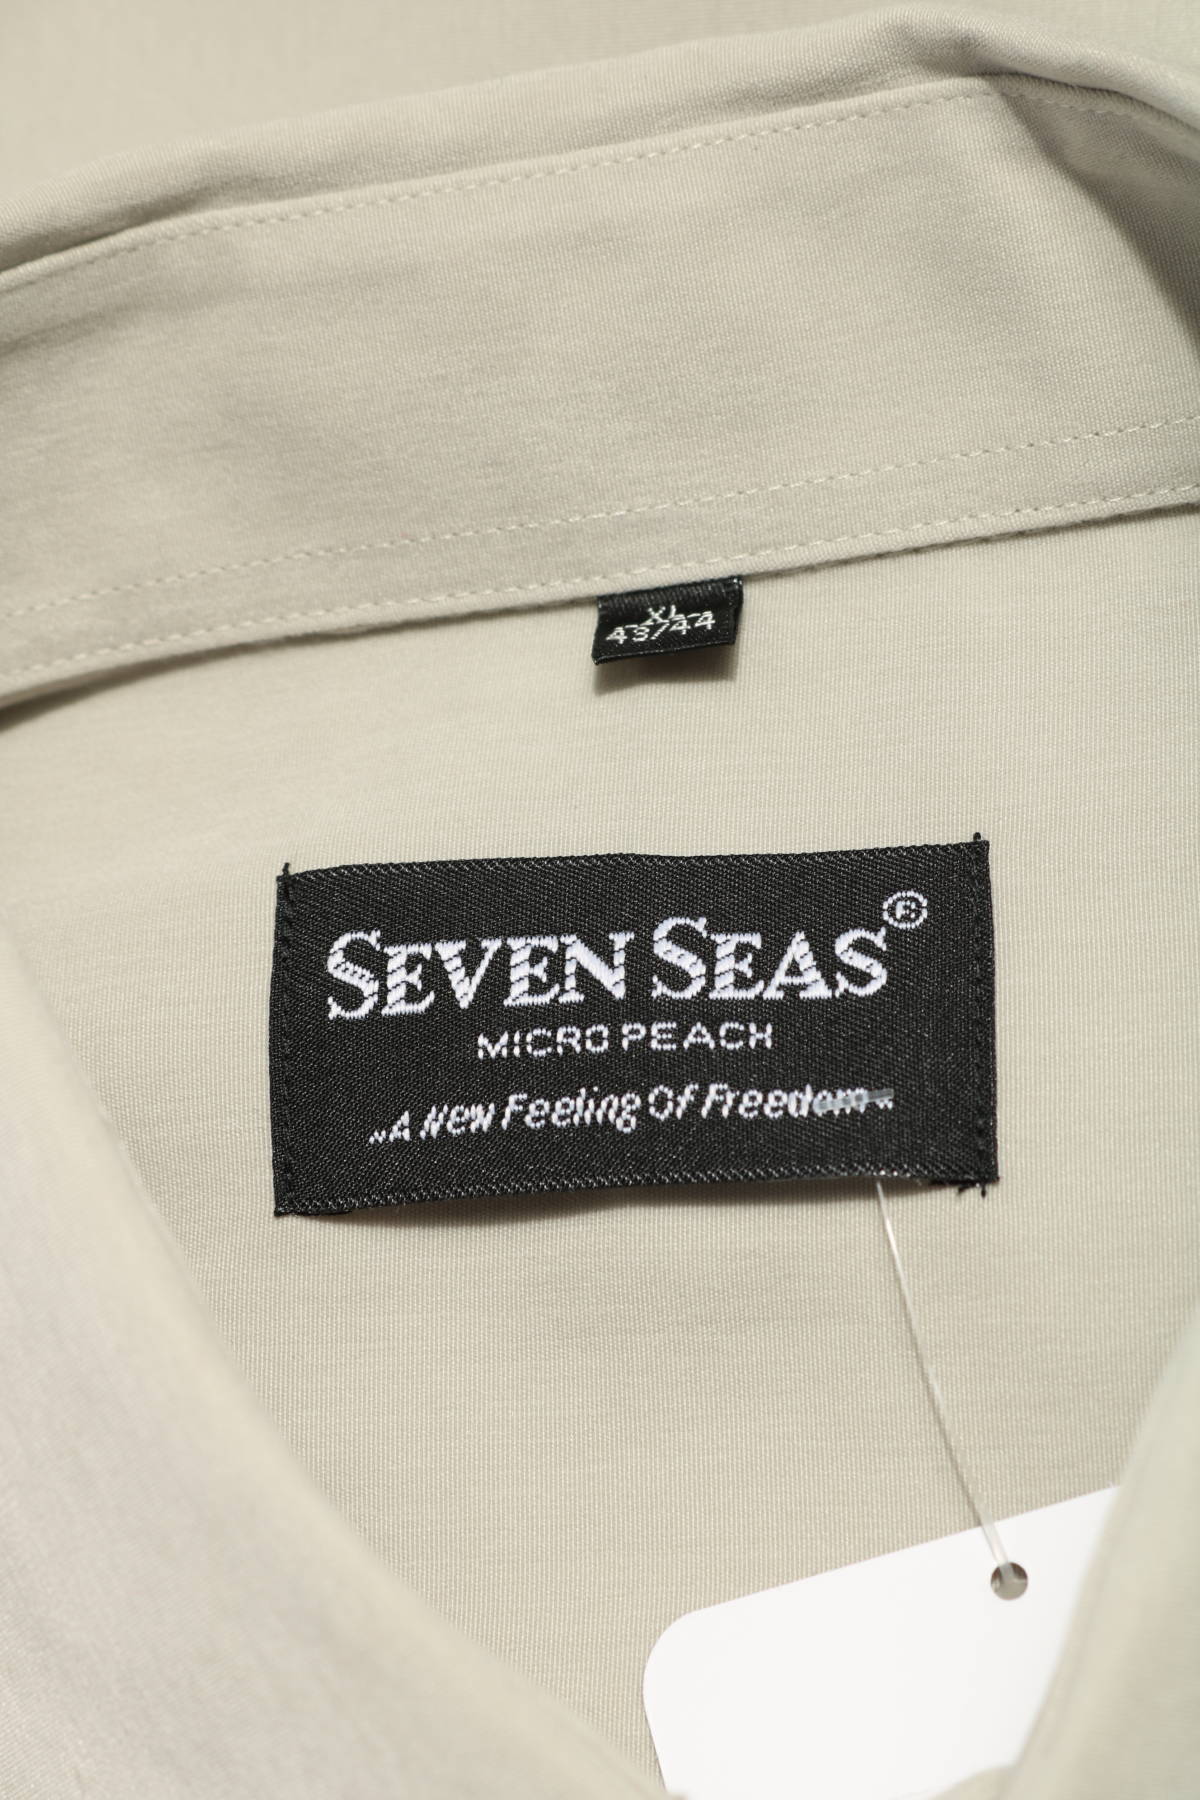 XL
43/44
SEVEN SEAS®
MICRO PEACH
„A New Feeling Of Freedom“